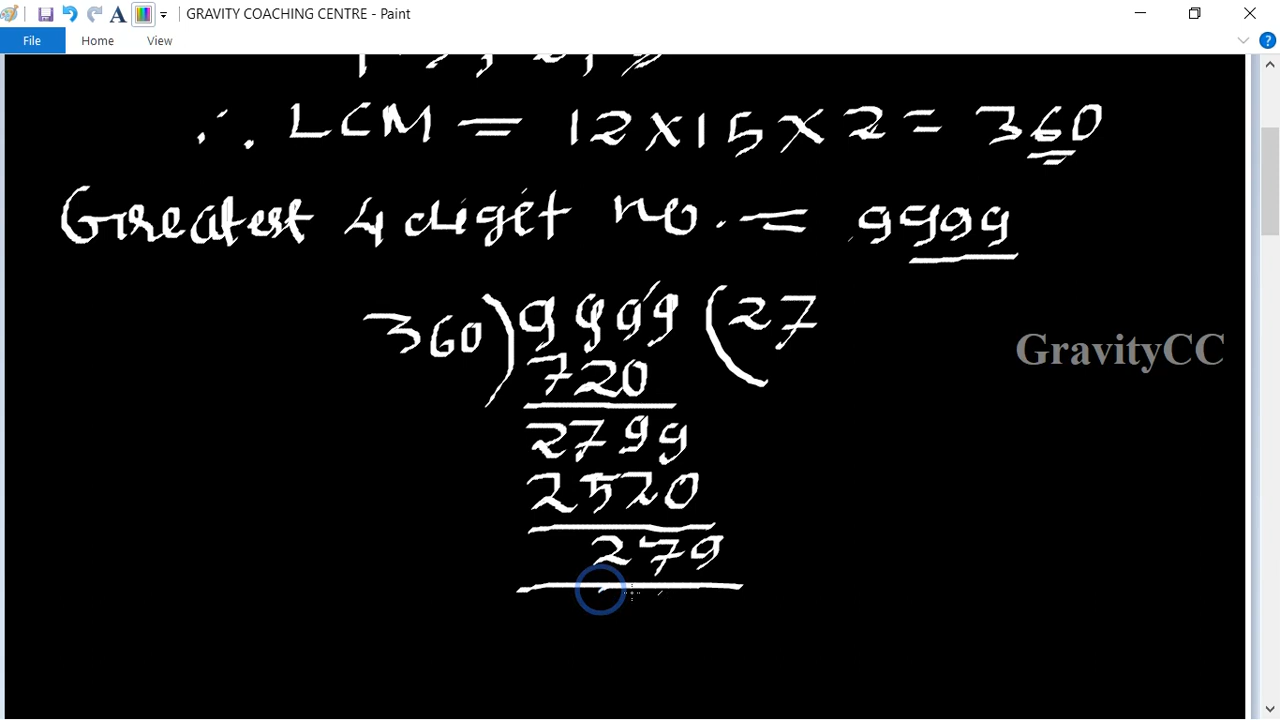 GRAVITY COACHING CENTRE - Paint
File Home View
∴ LCM = 12 X 15 X 2 = 360
Greatest 4 digit no. = 9999
360) 9999 (27
720
2799
2520
279
GravityCC